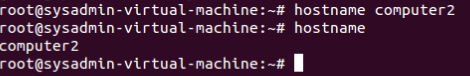 root@sysadmin-virtual-machine:~# hostname computer2
root@sysadmin-virtual-machine:~# hostname
computer2
root@sysadmin-virtual-machine:~#